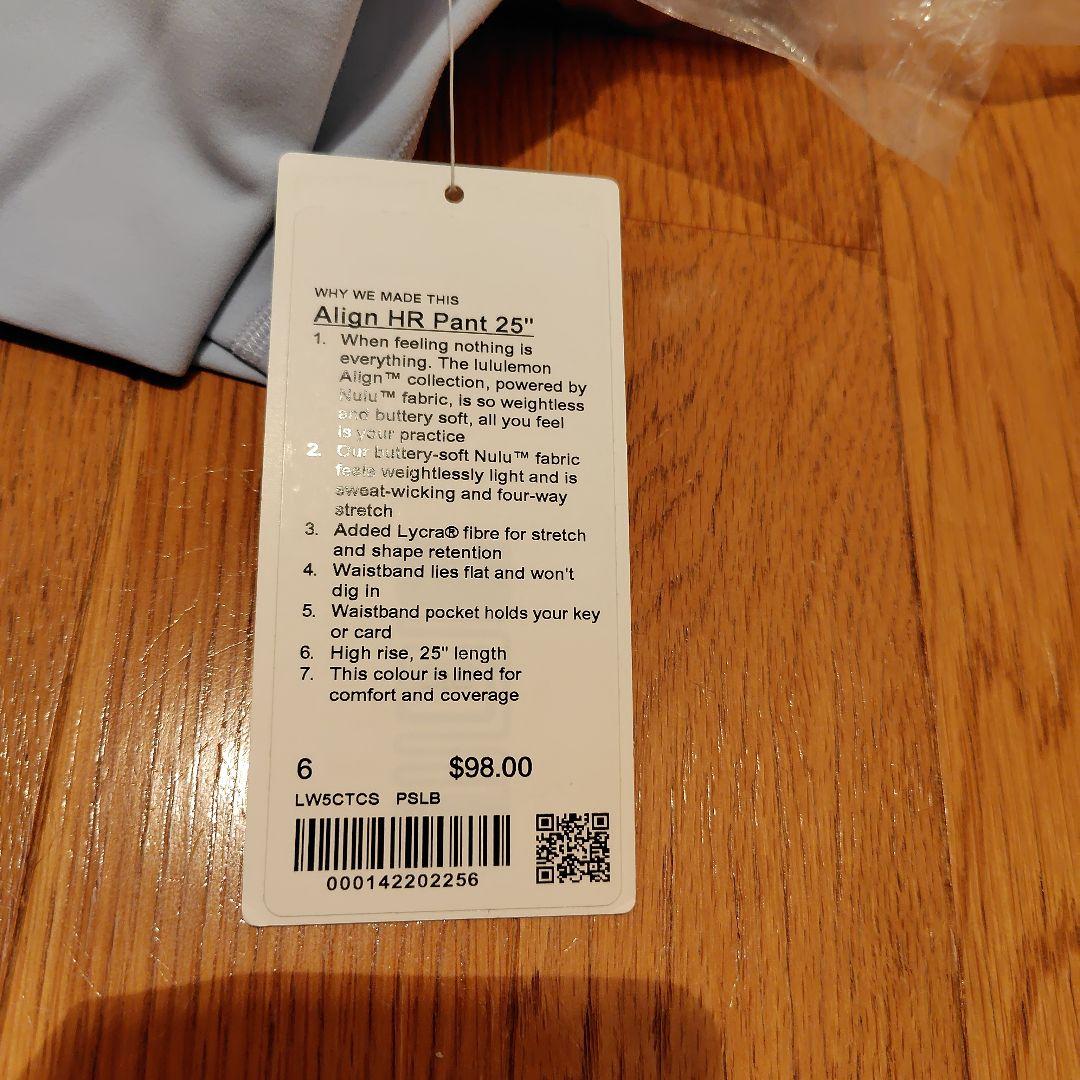 WHY WE MADE THIS
Align HR Pant 25"
1. When feeling nothing is
everything. The lululemon
Align™ collection, powered by
Nulu™ fabric, is so weightless
and buttery soft, all you feel
is your practice
2. Our buttery-soft Nulu™ fabric
feels weightlessly light and is
sweat-wicking and four-way
stretch
3. Added Lycra® fibre for stretch
and shape retention
4. Waistband lies flat and won't
dig in
5. Waistband pocket holds your key
or card
6. High rise, 25" length
7. This colour is lined for
comfort and coverage
6 $98.00
LW5CTCS PSLB
000142202256